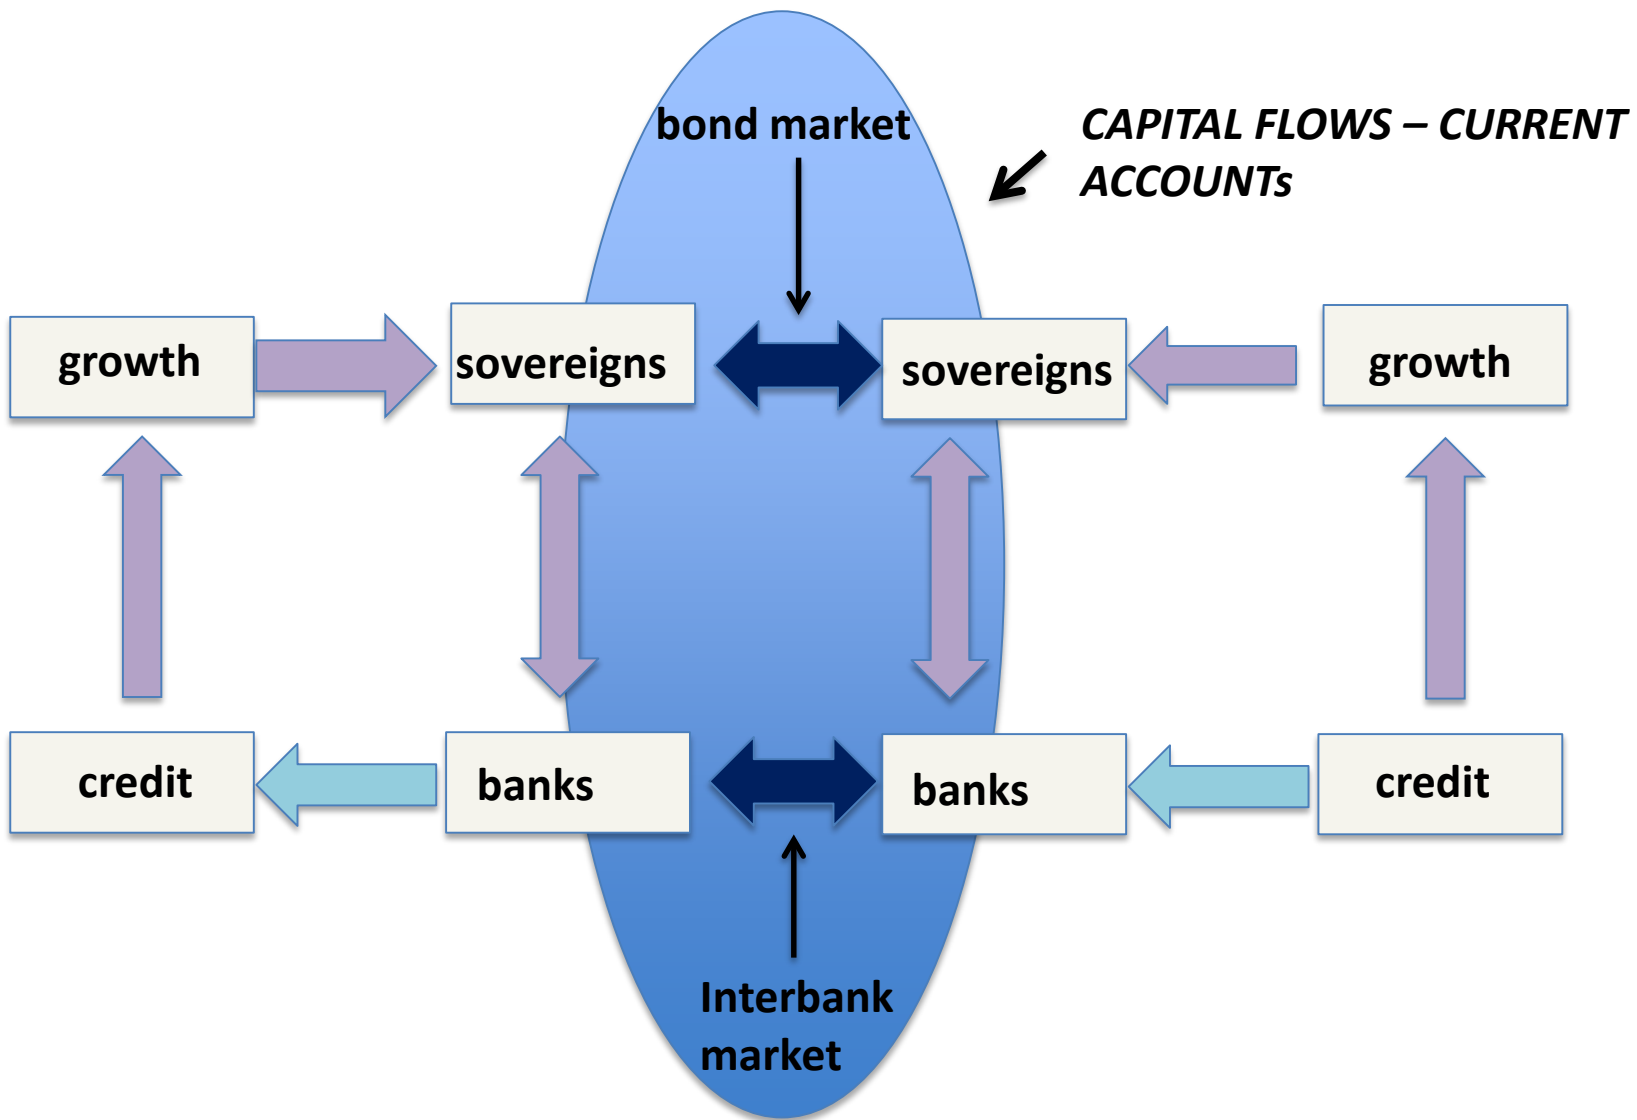 bond market
CAPITAL FLOWS – CURRENT
ACCOUNTs
growth
sovereigns
sovereigns
growth
credit
banks
banks
credit
Interbank
market